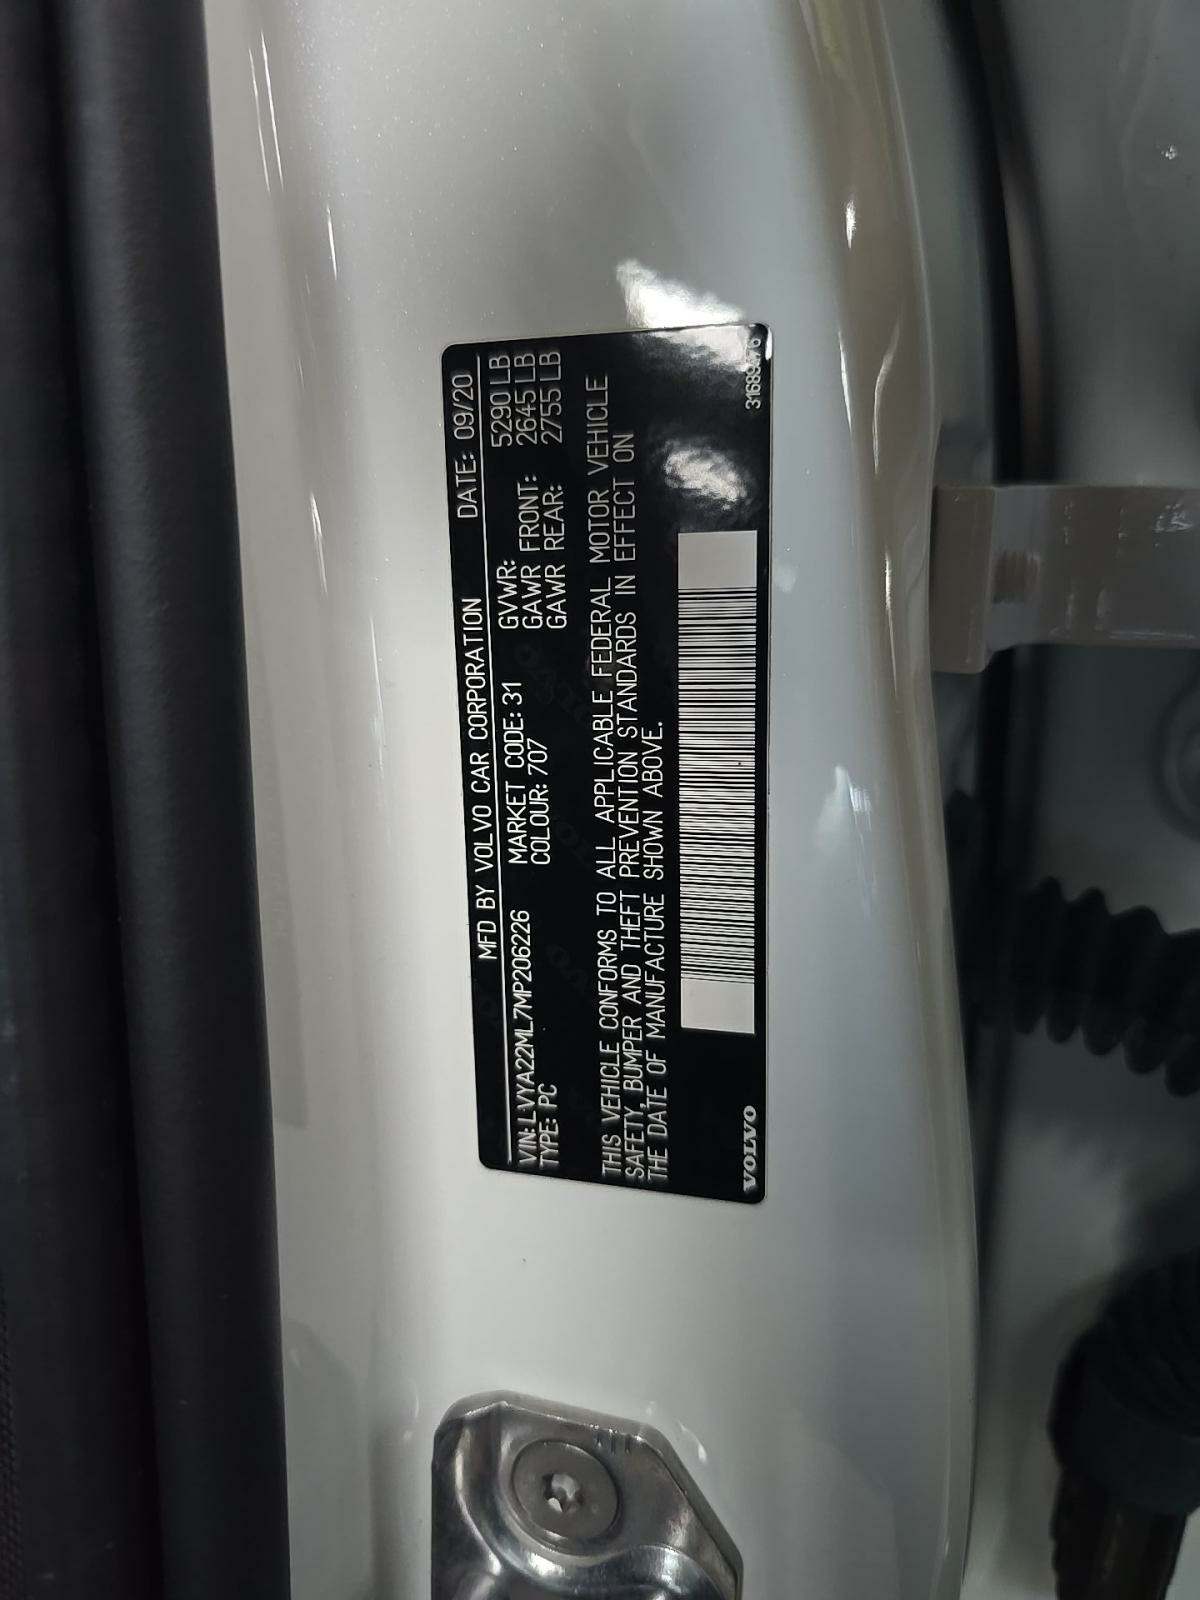 MFD BY VOLVO CAR CORPORATION DATE: 09/20
VIN: LVYA22ML7MP206226 MARKET CODE: 31 GVWR: 5290 LB
TYPE: PC COLOUR: 707 GAWR FRONT: 2645 LB
GAWR REAR: 2755 LB
THIS VEHICLE CONFORMS TO ALL APPLICABLE FEDERAL MOTOR VEHICLE
SAFETY, BUMPER AND THEFT PREVENTION STANDARDS IN EFFECT ON
THE DATE OF MANUFACTURE SHOWN ABOVE.
VOLVO